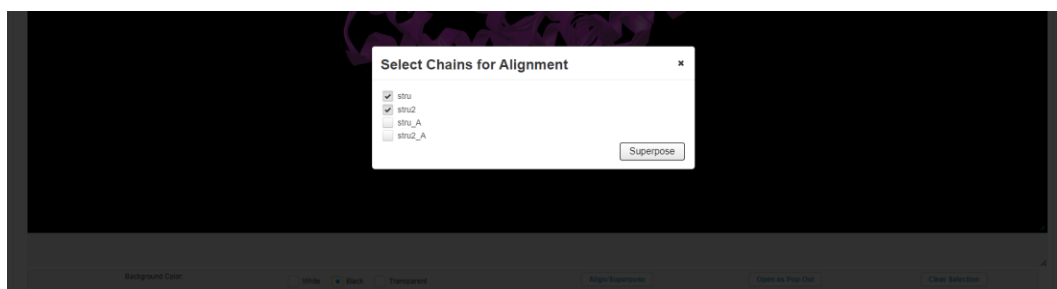 Select Chains for Alignment ×
stru
stru2
stru_A
stru2_A
Superpose
Background Color: White Back Transparent Align/Superpose Open as Pop-Out Clear Selection